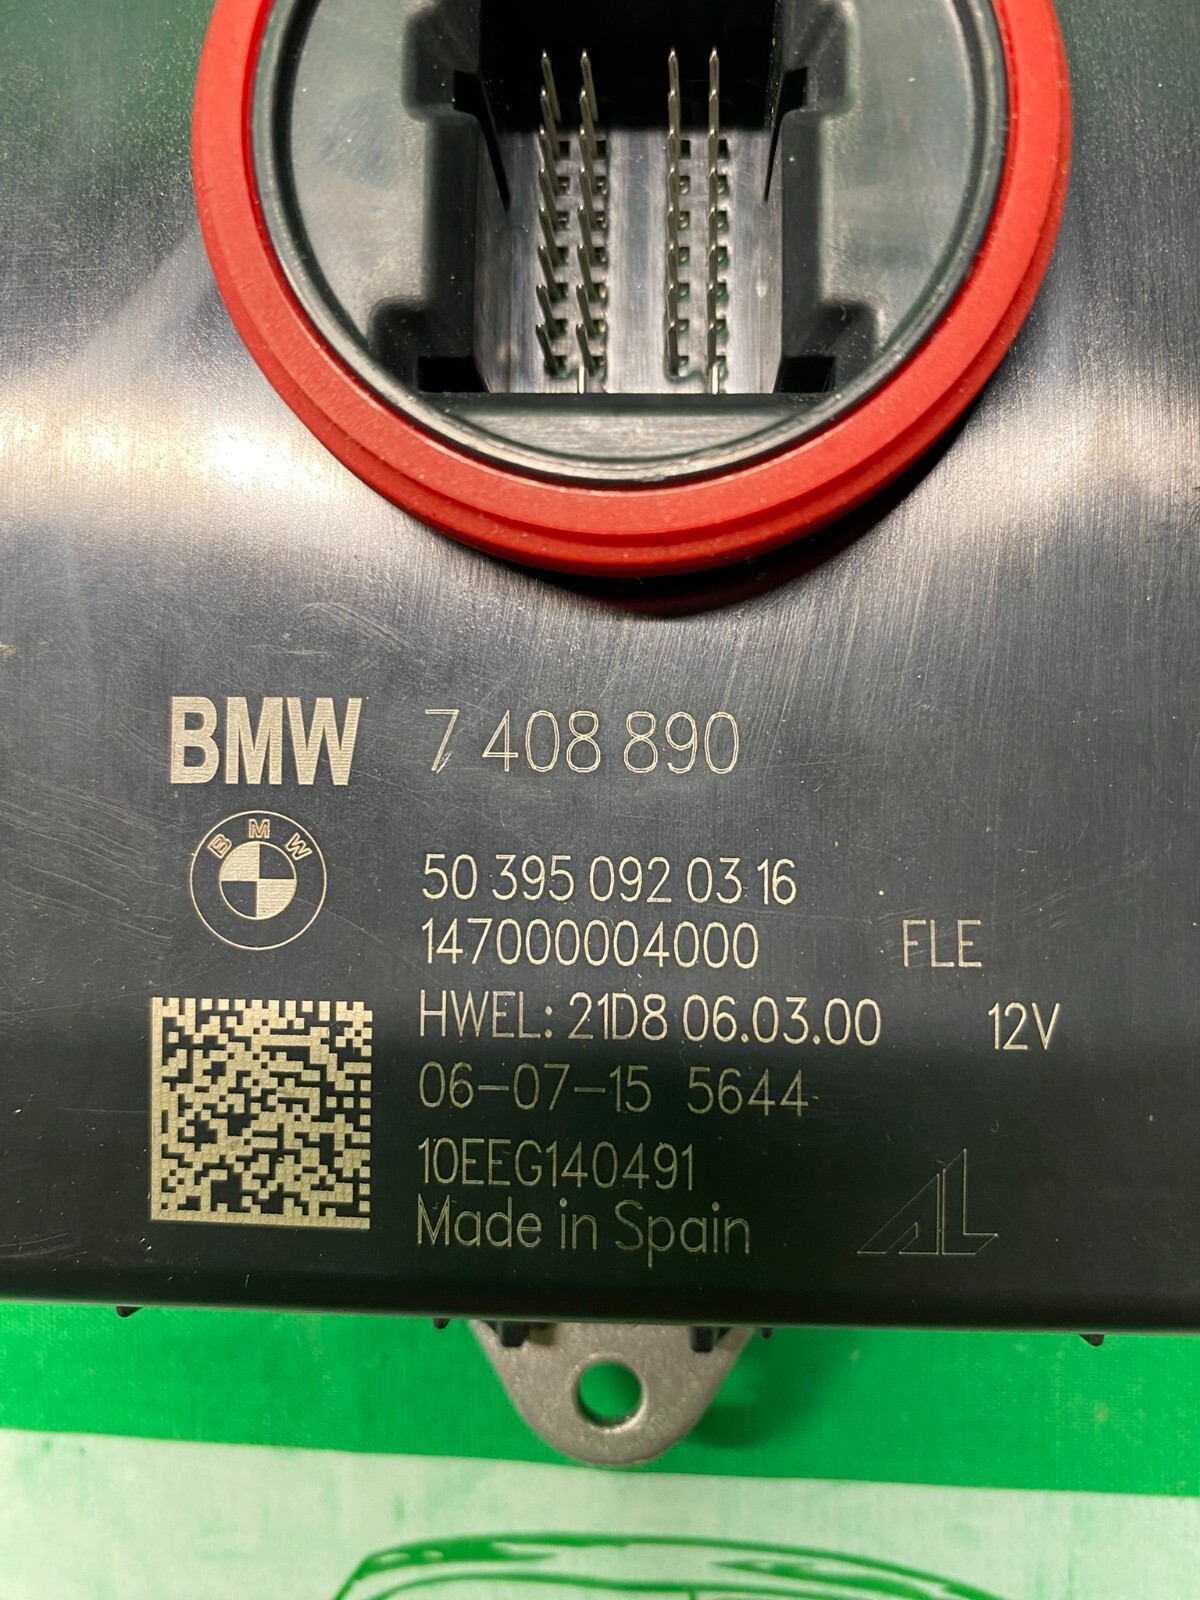 BMW 7 408 890
BMW
50 395 092 03 16
147000004000 FLE
HWEL: 21D8 06.03.00 12V
06-07-15 5644
10EEG140491
Made in Spain
AL